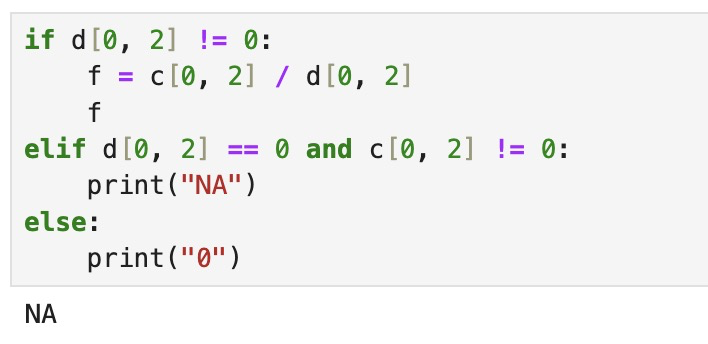 if d[0, 2] != 0:
    f = c[0, 2] / d[0, 2]
    f
elif d[0, 2] == 0 and c[0, 2] != 0:
    print("NA")
else:
    print("0")
NA